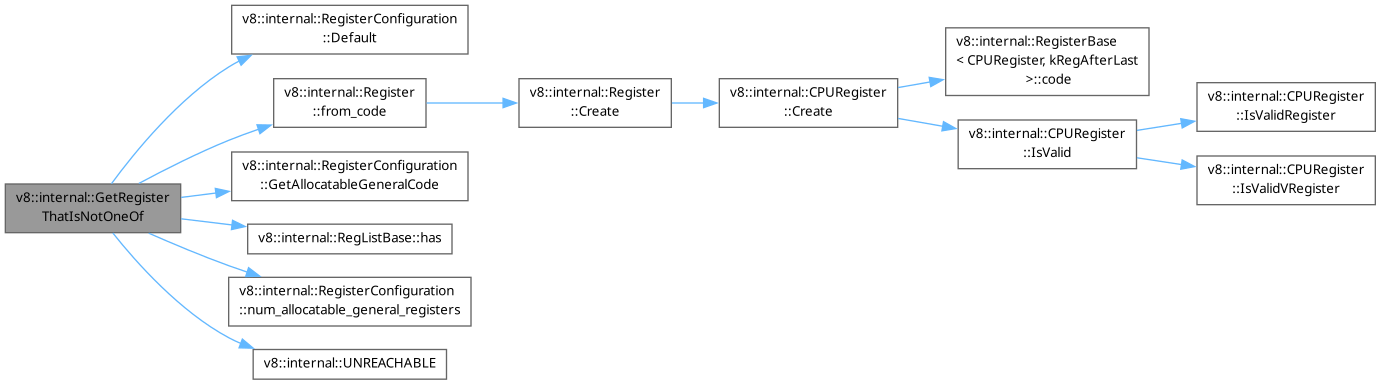 v8::internal::GetRegister
ThatIsNotOneOf
v8::internal::RegisterConfiguration
::Default
v8::internal::Register
::from_code
v8::internal::RegisterConfiguration
::GetAllocatableGeneralCode
v8::internal::RegListBase::has
v8::internal::RegisterConfiguration
::num_allocatable_general_registers
v8::internal::UNREACHABLE
v8::internal::Register
::Create
v8::internal::CPURegister
::Create
v8::internal::RegisterBase
< CPURegister, kRegAfterLast
>::code
v8::internal::CPURegister
::IsValid
v8::internal::CPURegister
::IsValidRegister
v8::internal::CPURegister
::IsValidVRegister